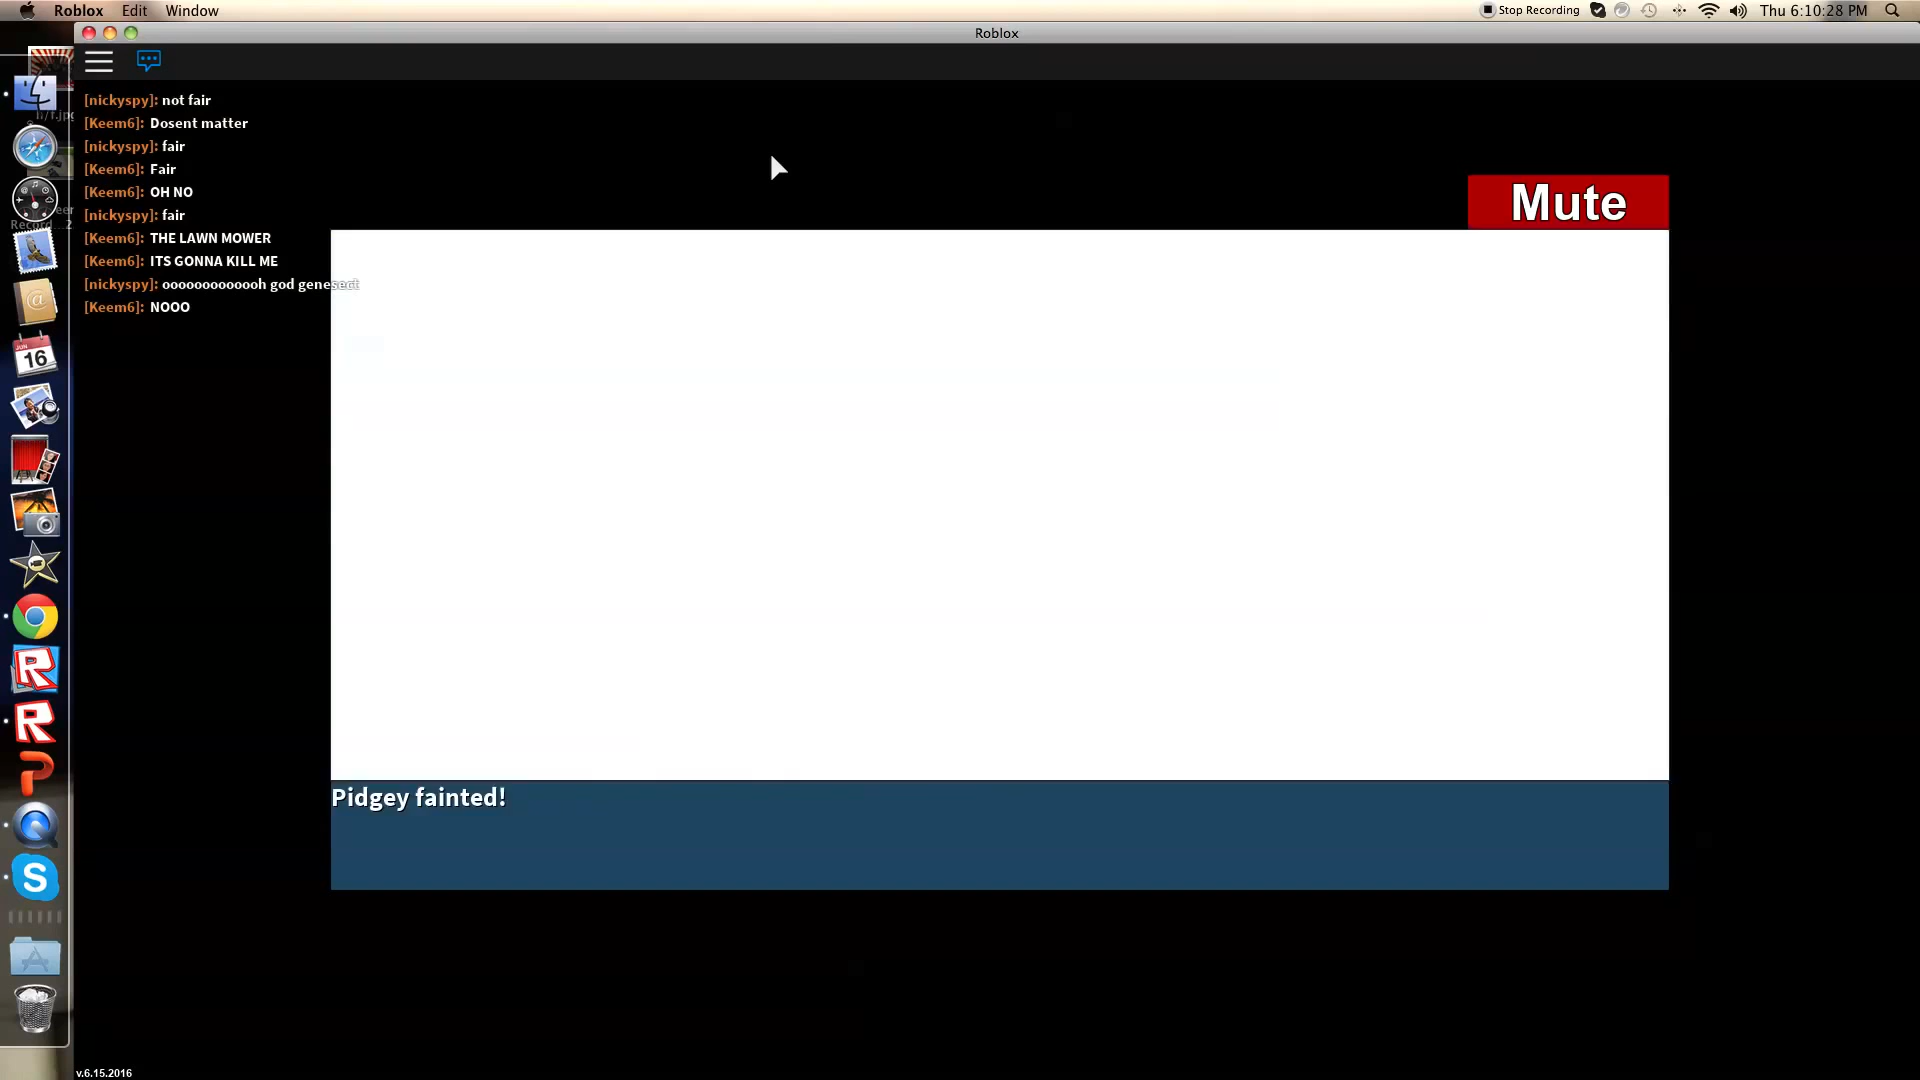 Roblox Edit Window
Stop Recording
Thu 6:10:28 PM
Roblox
[nickyspy]: not fair
[Keem6]: Dosent matter
[nickyspy]: fair
[Keem6]: Fair
[Keem6]: OH NO
[nickyspy]: fair
[Keem6]: THE LAWN MOWER
[Keem6]: ITS GONNA KILL ME
[nickyspy]: ooooooooooooh god genesect
[Keem6]: NOOO
Mute
JUN
16
Pidgey fainted!
v.6.15.2016